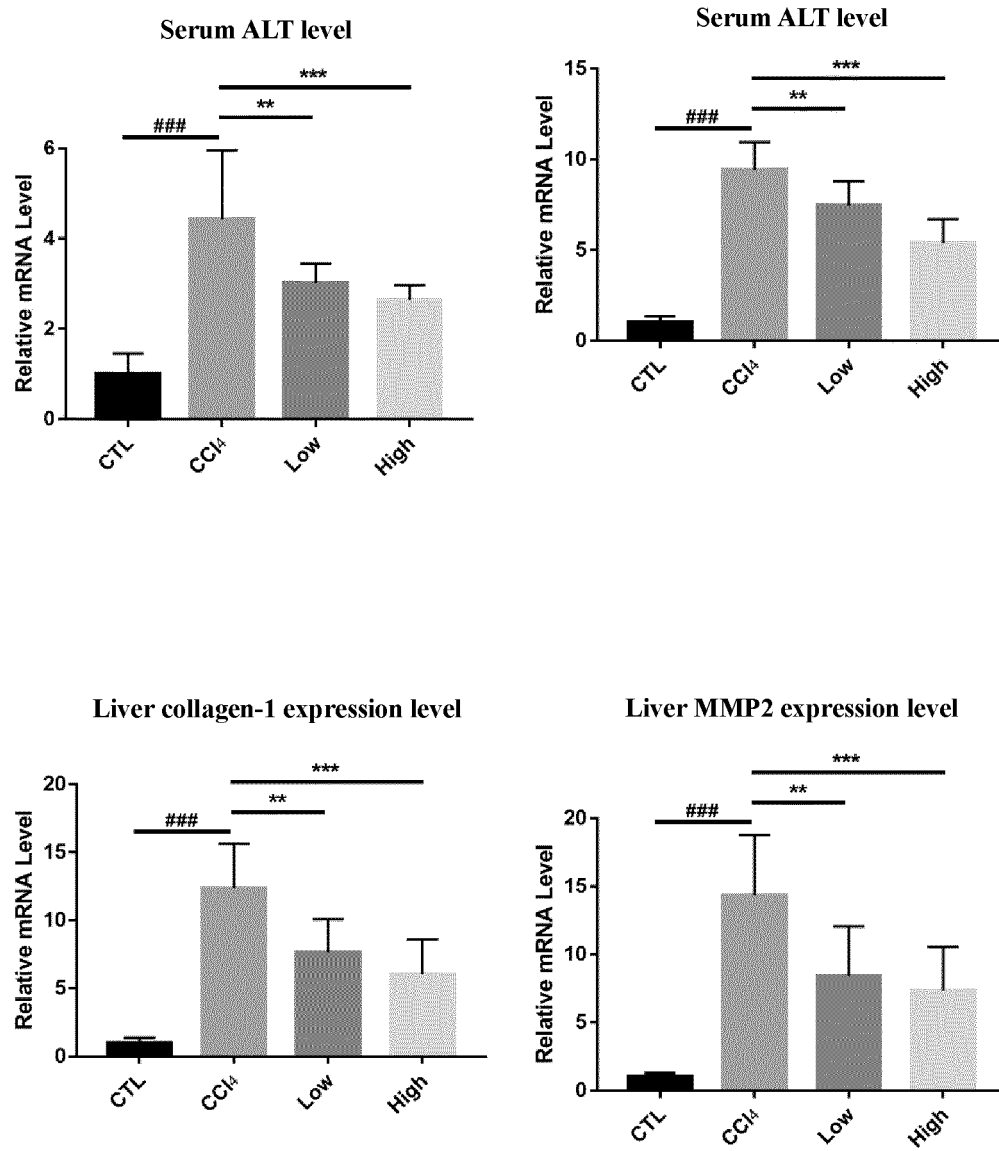 Serum ALT level
***
**
###
6
4
2
0
Relative mRNA Level
CTL
CCl4
Low
High
Serum ALT level
15
10
5
0
***
**
###
Relative mRNA Level
CTL
CCl4
Low
High
Liver collagen-1 expression level
20
15
10
5
0
***
**
###
Relative mRNA Level
CTL
CCl4
Low
High
Liver MMP2 expression level
***
**
###
20
15
10
5
0
Relative mRNA Level
CTL
CCl4
Low
High